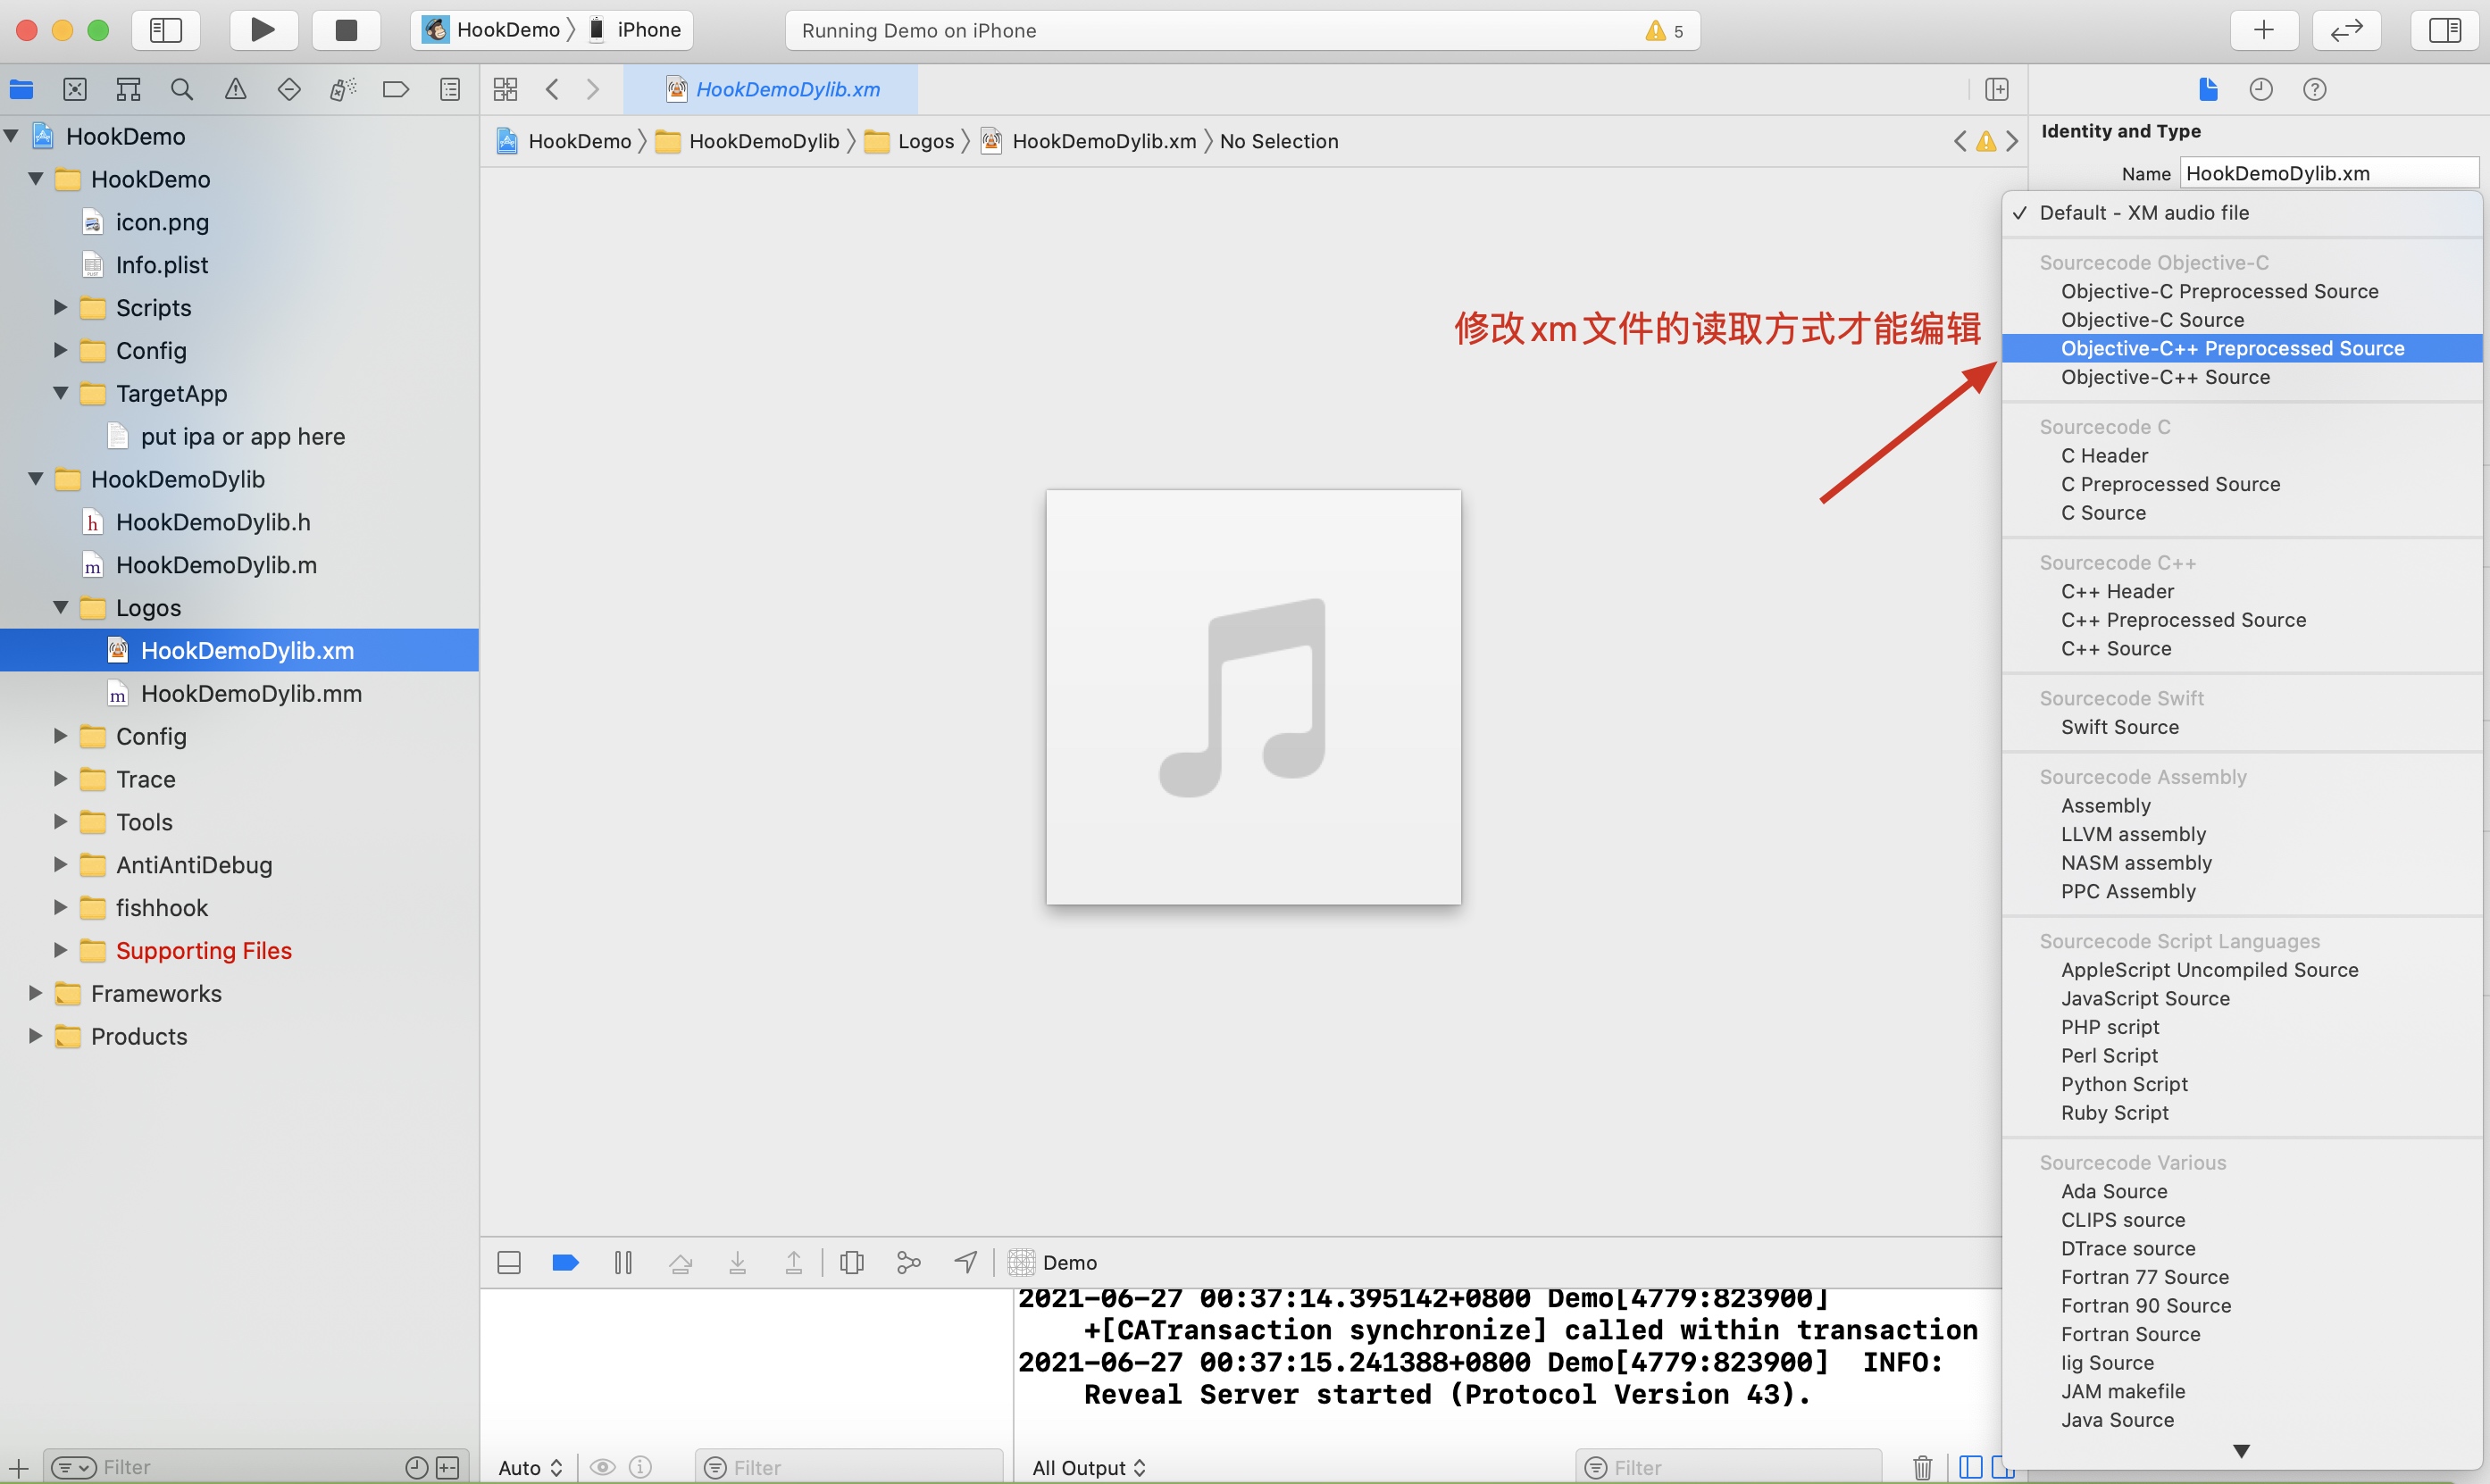 HookDemo 〉 iPhone
Running Demo on iPhone
5
HookDemoDylib.xm
HookDemo 〉 HookDemoDylib 〉 Logos 〉 HookDemoDylib.xm 〉 No Selection
HookDemo
HookDemo
icon.png
Info.plist
Scripts
Config
TargetApp
put ipa or app here
HookDemoDylib
h HookDemoDylib.h
m HookDemoDylib.m
Logos
HookDemoDylib.xm
m HookDemoDylib.mm
Config
Trace
Tools
AntiAntiDebug
fishhook
Supporting Files
Frameworks
Products
Filter
修改xm文件的读取方式才能编辑
Demo
2021-06-27 00:37:14.395142+0800 Demo[4779:823900]
+[CATransaction synchronize] called within transaction
2021-06-27 00:37:15.241388+0800 Demo[4779:823900] INFO:
Reveal Server started (Protocol Version 43).
Auto
Filter
All Output
Filter
Identity and Type
Name HookDemoDylib.xm
✓ Default - XM audio file
Sourcecode Objective-C
Objective-C Preprocessed Source
Objective-C Source
Objective-C++ Preprocessed Source
Objective-C++ Source
Sourcecode C
C Header
C Preprocessed Source
C Source
Sourcecode C++
C++ Header
C++ Preprocessed Source
C++ Source
Sourcecode Swift
Swift Source
Sourcecode Assembly
Assembly
LLVM assembly
NASM assembly
PPC Assembly
Sourcecode Script Languages
AppleScript Uncompiled Source
JavaScript Source
PHP script
Perl Script
Python Script
Ruby Script
Sourcecode Various
Ada Source
CLIPS source
DTrace source
Fortran 77 Source
Fortran 90 Source
Fortran Source
Iig Source
JAM makefile
Java Source